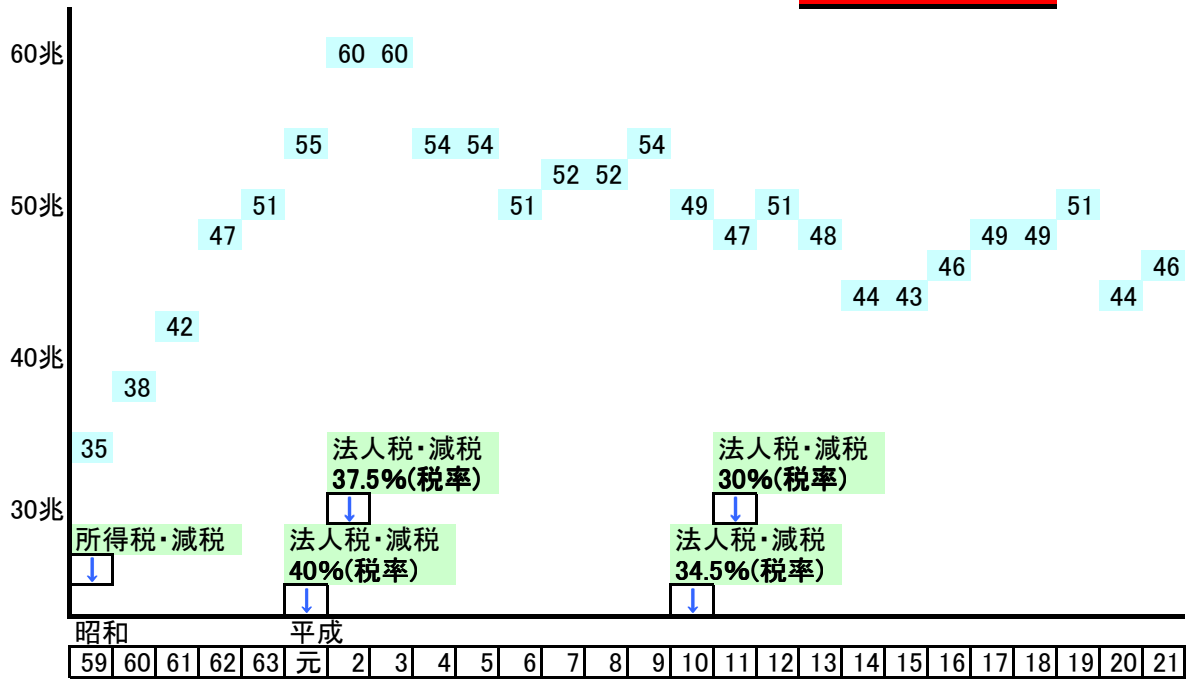 60兆
60 60
55
54 54
54
52 52
50兆
51
51
49
51
51
47
47
48
49 49
46
46
44 43
44
42
40兆
38
35
法人税・減税
37.5%(税率)
法人税・減税
30%(税率)
30兆
↓
↓
所得税・減税
↓
法人税・減税
40%(税率)
↓
法人税・減税
34.5%(税率)
↓
昭和 平成
59 60 61 62 63 元 2 3 4 5 6 7 8 9 10 11 12 13 14 15 16 17 18 19 20 21